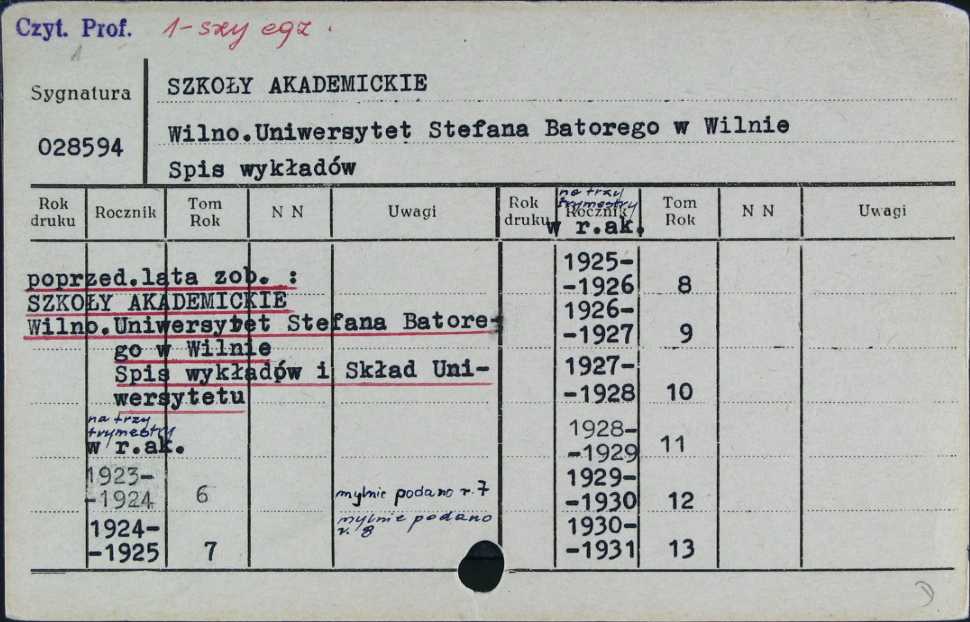 Czyt. Prof. 1-szy egz.
1
Sygnatura
028594
SZKOŁY AKADEMICKIE
Wilno.Uniwersytet Stefana Batorego w Wilnie
Spis wykładów
Rok druku Rocznik Tom Rok N N Uwagi
poprzed.lata zob. :
SZKOŁY AKADEMICKIE
Wilno.Uniwersytet Stefana Batore-
go w Wilnie
Spis wykładów i Skład Uni-
wersytetu
na trzy
trymestry
w r.ak.
1923-
-1924 6 mylnie podano r. 7
1924-
-1925 7 mylnie podano
r. 8
Rok druku Rocznik Tom Rok N N Uwagi
na trzy
trymestry
w r.ak.
1925-
-1926 8
1926-
-1927 9
1927-
-1928 10
1928-
-1929 11
1929-
-1930 12
1930-
-1931 13